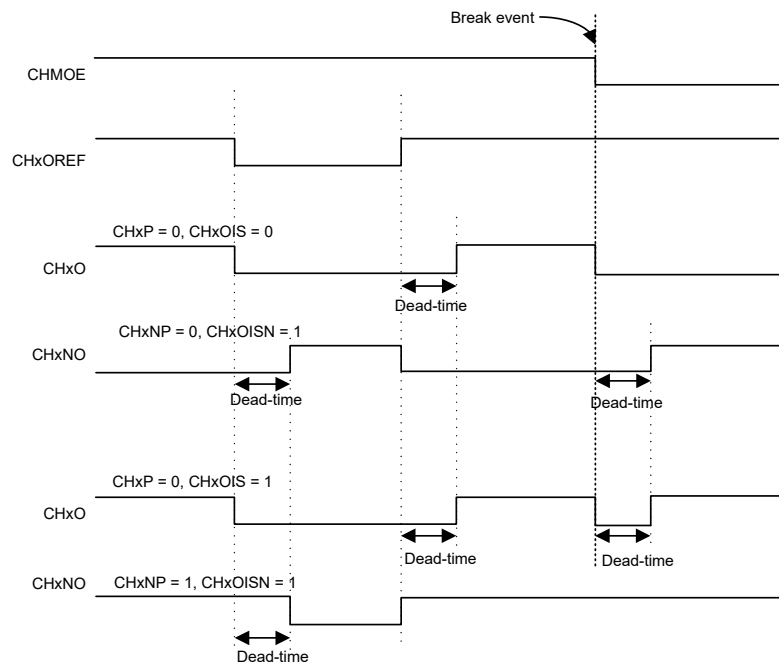 Break event
CHMOE
CHxOREF
CHxP = 0, CHxOIS = 0
CHxO
Dead-time
CHxNP = 0, CHxOISN = 1
CHxNO
Dead-time
Dead-time
CHxP = 0, CHxOIS = 1
CHxO
Dead-time
Dead-time
CHxNO
CHxNP = 1, CHxOISN = 1
Dead-time